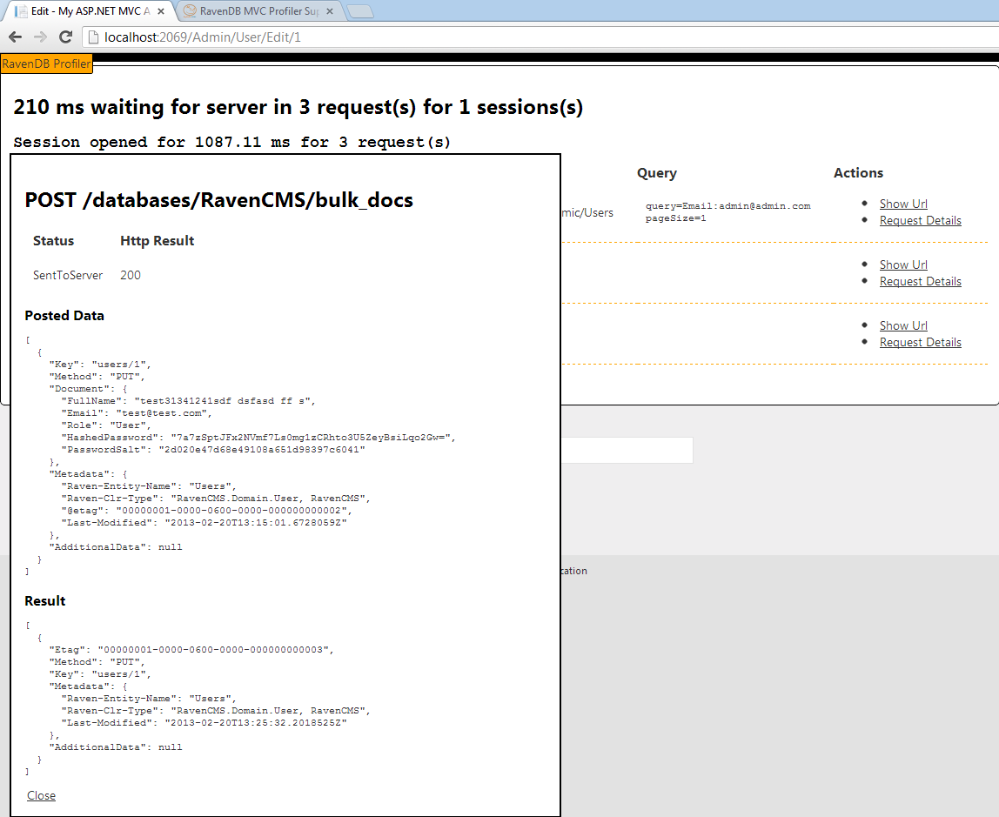 Edit - My ASP.NET MVC A
RavenDB MVC Profiler Sup
localhost:2069/Admin/User/Edit/1
RavenDB Profiler
210 ms waiting for server in 3 request(s) for 1 sessions(s)
Session opened for 1087.11 ms for 3 request(s)
Query Actions
mic/Users query=Email:admin@admin.com pageSize=1
Show Url
Request Details
Show Url
Request Details
Show Url
Request Details
cation
POST /databases/RavenCMS/bulk_docs
Status Http Result
SentToServer 200
Posted Data
[
{
"Key": "users/1",
"Method": "PUT",
"Document": {
"FullName": "test31341241sdf dsfasd ff s",
"Email": "test@test.com",
"Role": "User",
"HashedPassword": "7a7zSptJFx2NVmf7Ls0mg1zCRhto3U5ZeyBsiLqo2Gw=",
"PasswordSalt": "2d020e47d68e49108a651d98397c6041"
},
"Metadata": {
"Raven-Entity-Name": "Users",
"Raven-Clr-Type": "RavenCMS.Domain.User, RavenCMS",
"@etag": "00000001-0000-0600-0000-000000000002",
"Last-Modified": "2013-02-20T13:15:01.6728059Z"
},
"AdditionalData": null
}
]
Result
[
{
"Etag": "00000001-0000-0600-0000-000000000003",
"Method": "PUT",
"Key": "users/1",
"Metadata": {
"Raven-Entity-Name": "Users",
"Raven-Clr-Type": "RavenCMS.Domain.User, RavenCMS",
"Last-Modified": "2013-02-20T13:25:32.2018525Z"
},
"AdditionalData": null
}
]
Close